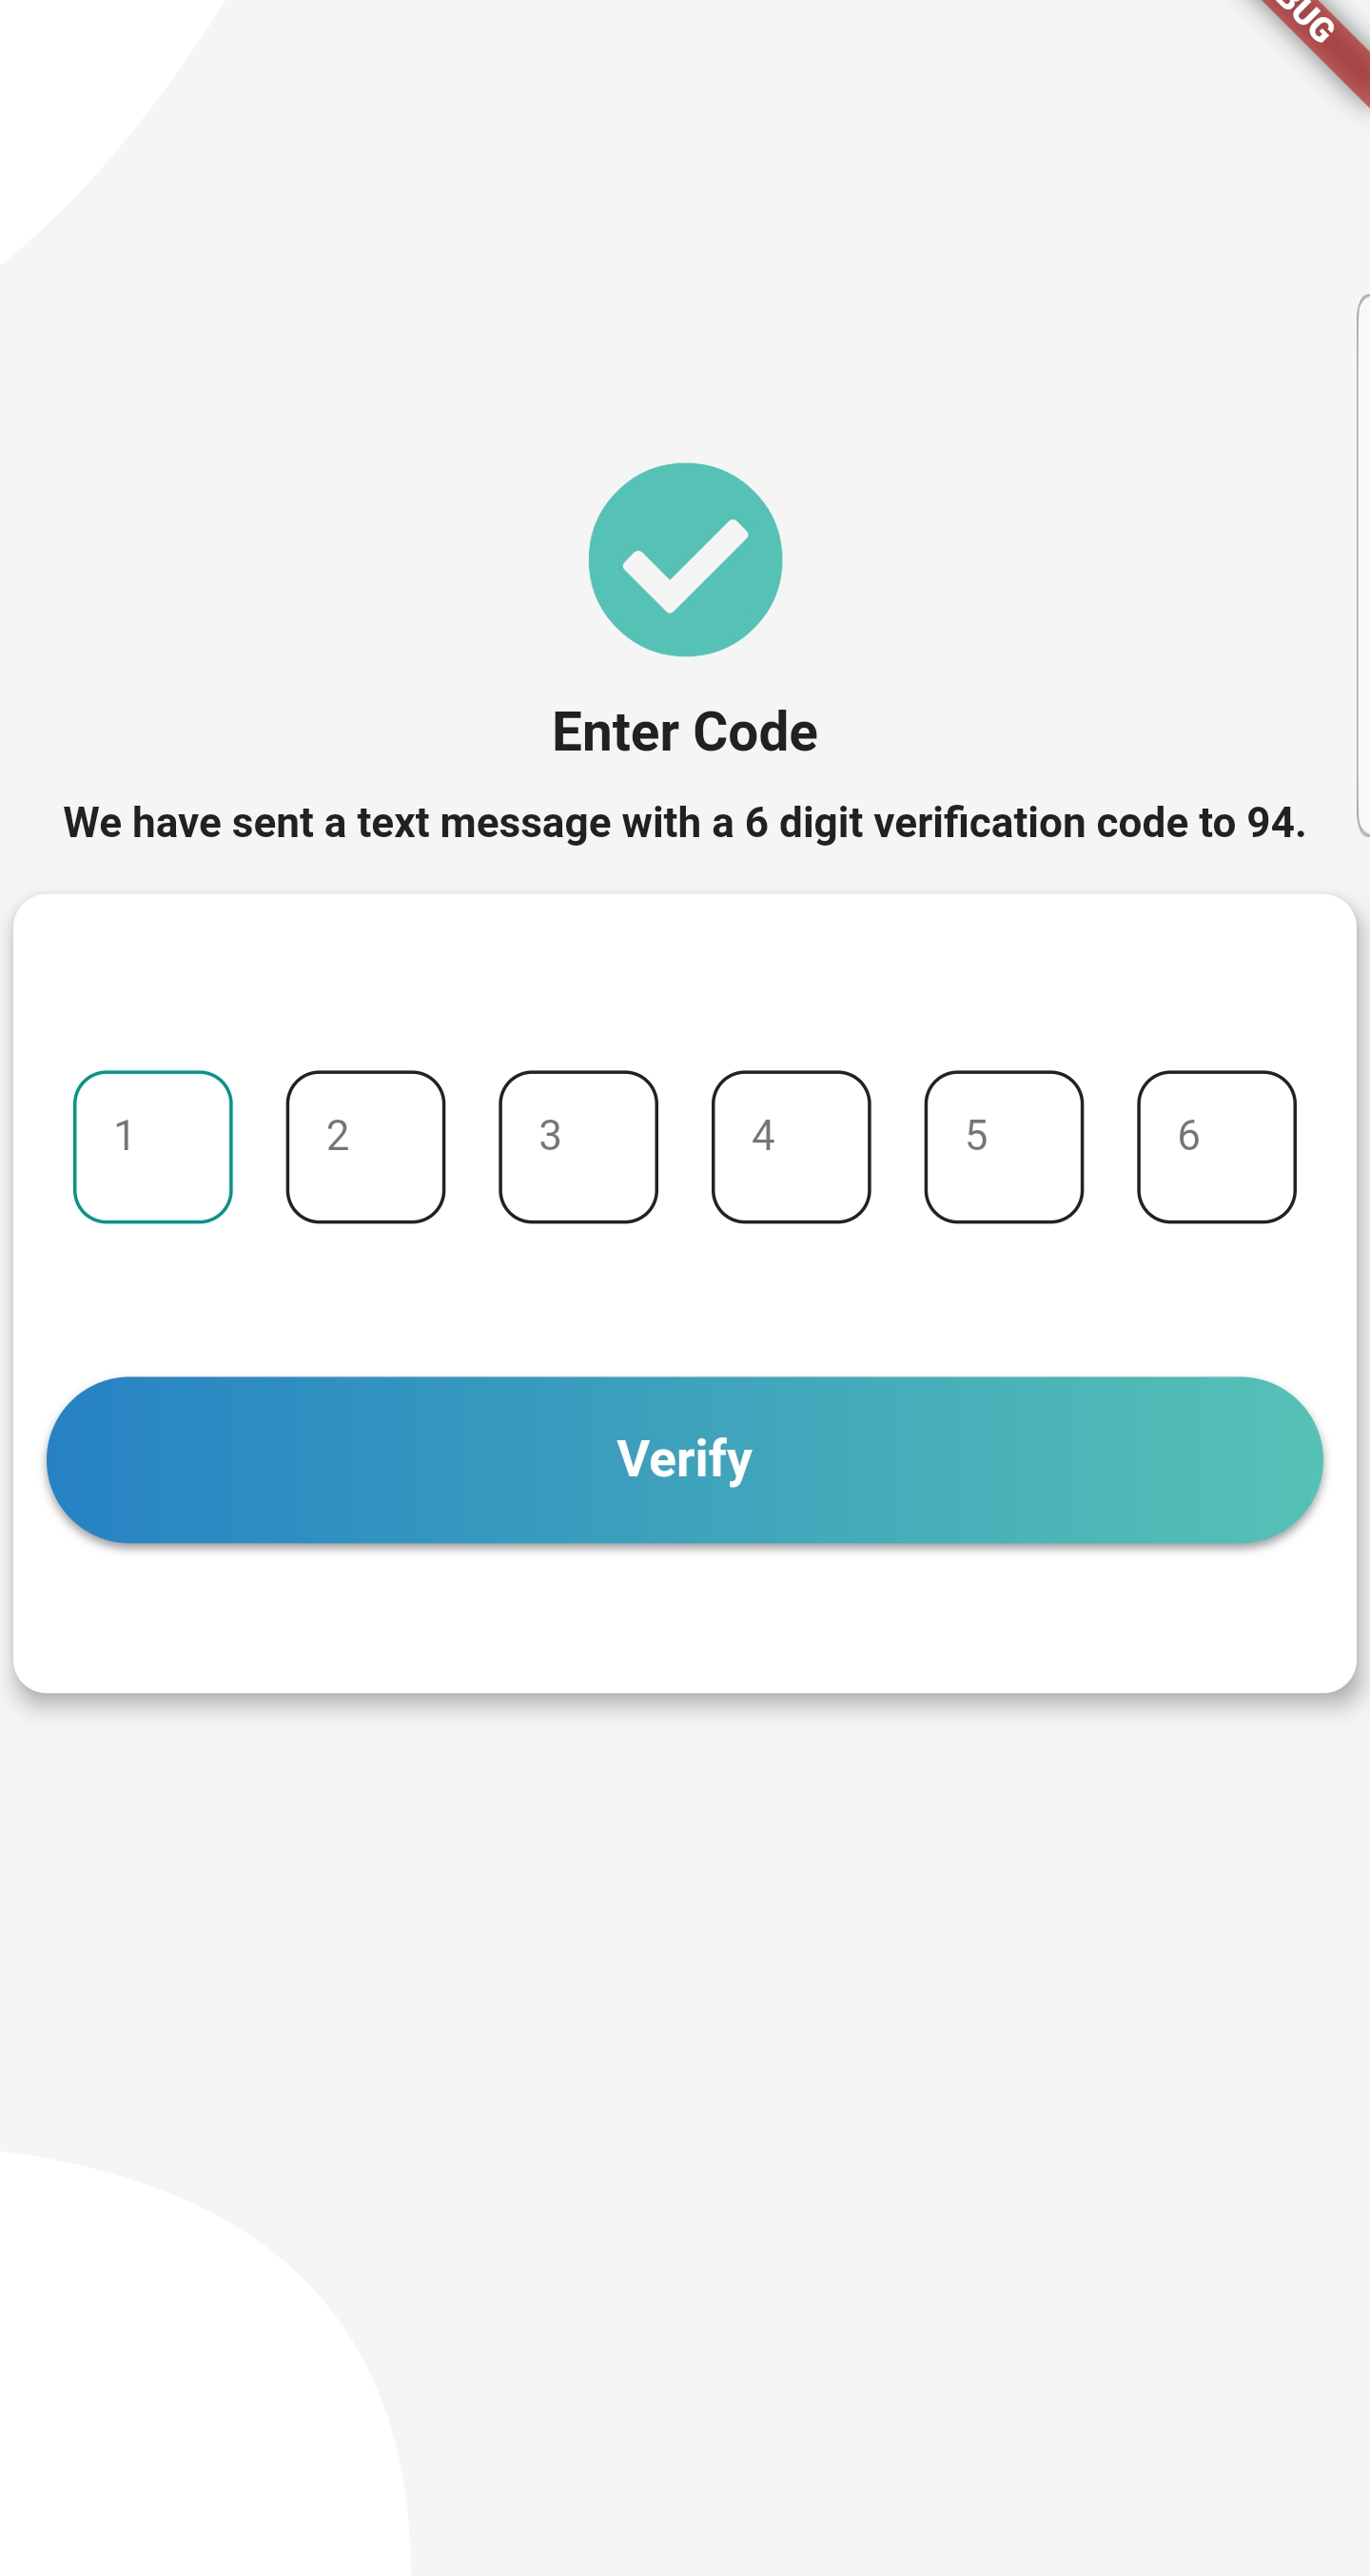 BUG
Enter Code
We have sent a text message with a 6 digit verification code to 94.
1 2 3 4 5 6
Verify